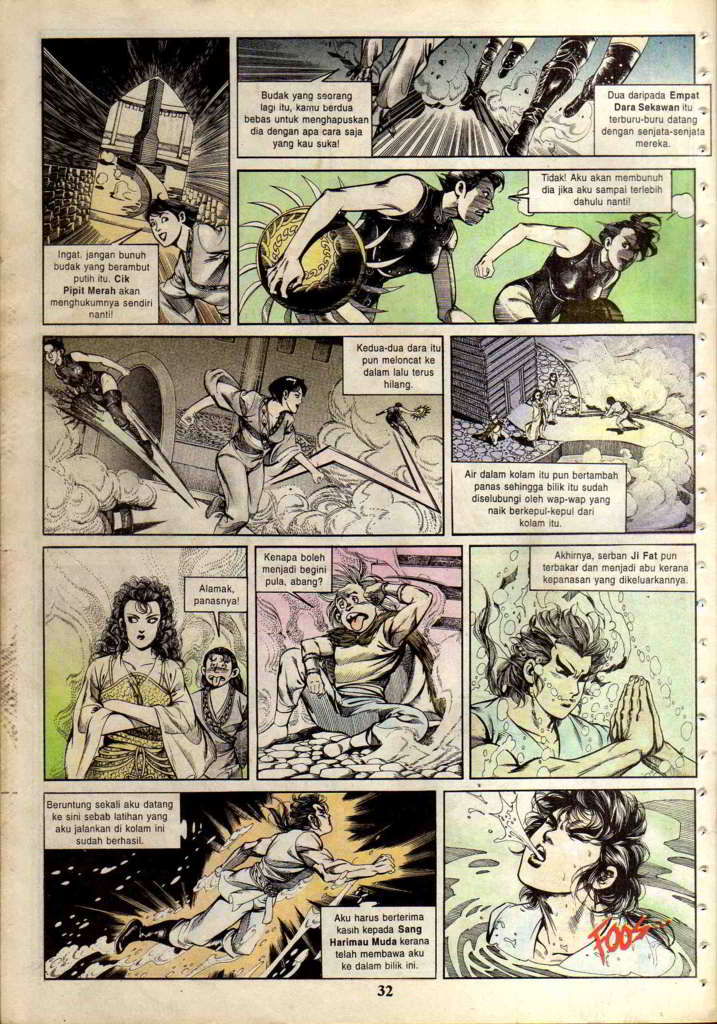 Ingat, jangan bunuh
budak yang berambut
putih itu. Cik
Pipit Merah akan
menghukumnya sendiri
nanti!
Budak yang seorang
lagi itu, kamu berdua
bebas untuk menghapuskan
dia dengan apa cara saja
yang kau suka!
Dua daripada Empat
Dara Sekawan itu
terburu-buru datang
dengan senjata-senjata
mereka.
Tidak! Aku akan membunuh
dia jika aku sampai terlebih
dahulu nanti!
Kedua-dua dara itu
pun meloncat ke
dalam lalu terus
hilang.
Air dalam kolam itu pun bertambah
panas sehingga bilik itu sudah
diselubungi oleh wap-wap yang
naik berkepul-kepul dari
kolam itu.
Alamak,
panasnya!
Kenapa boleh
menjadi begini
pula, abang?
Akhirnya, serban Ji Fat pun
terbakar dan menjadi abu kerana
kepanasan yang dikeluarkannya.
Beruntung sekali aku datang
ke sini sebab latihan yang
aku jalankan di kolam ini
sudah berhasil.
Aku harus berterima
kasih kepada Sang
Harimau Muda kerana
telah membawa aku
ke dalam bilik ini.
FOOS
32